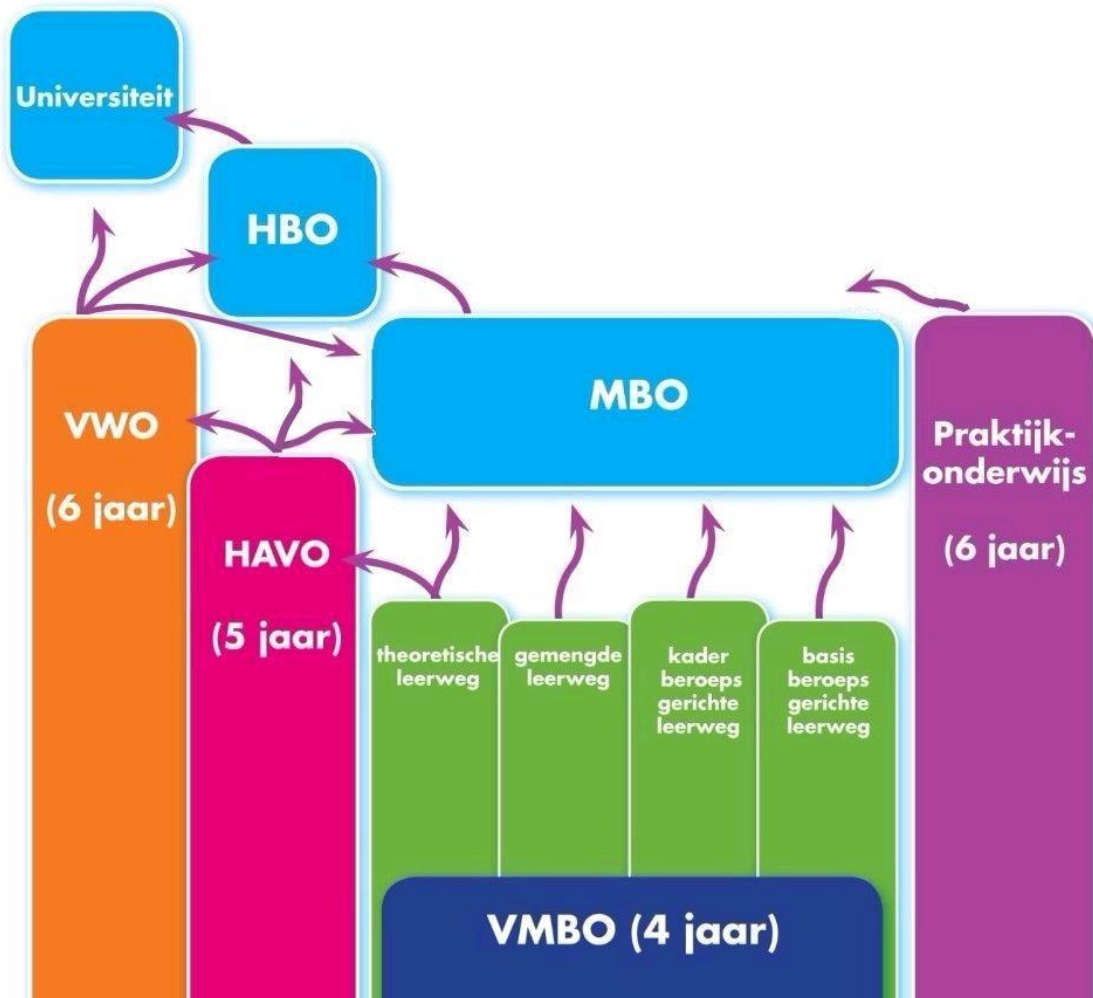 Universiteit
HBO
MBO
VWO
(6 jaar)
HAVO
(5 jaar)
theoretische
leerweg
gemengde
leerweg
kader
beroeps
gerichte
leerweg
basis
beroeps
gerichte
leerweg
VMBO (4 jaar)
Praktijk-
onderwijs
(6 jaar)